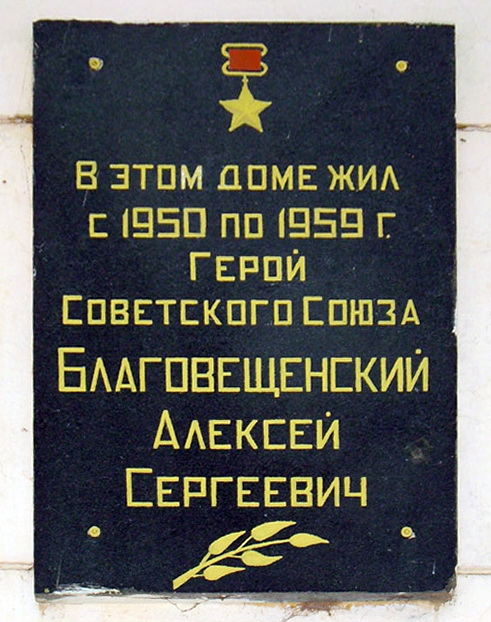 В этом доме жил
с 1950 по 1959 г.
Герой
Советского Союза
Благовещенский
Алексей
Сергеевич